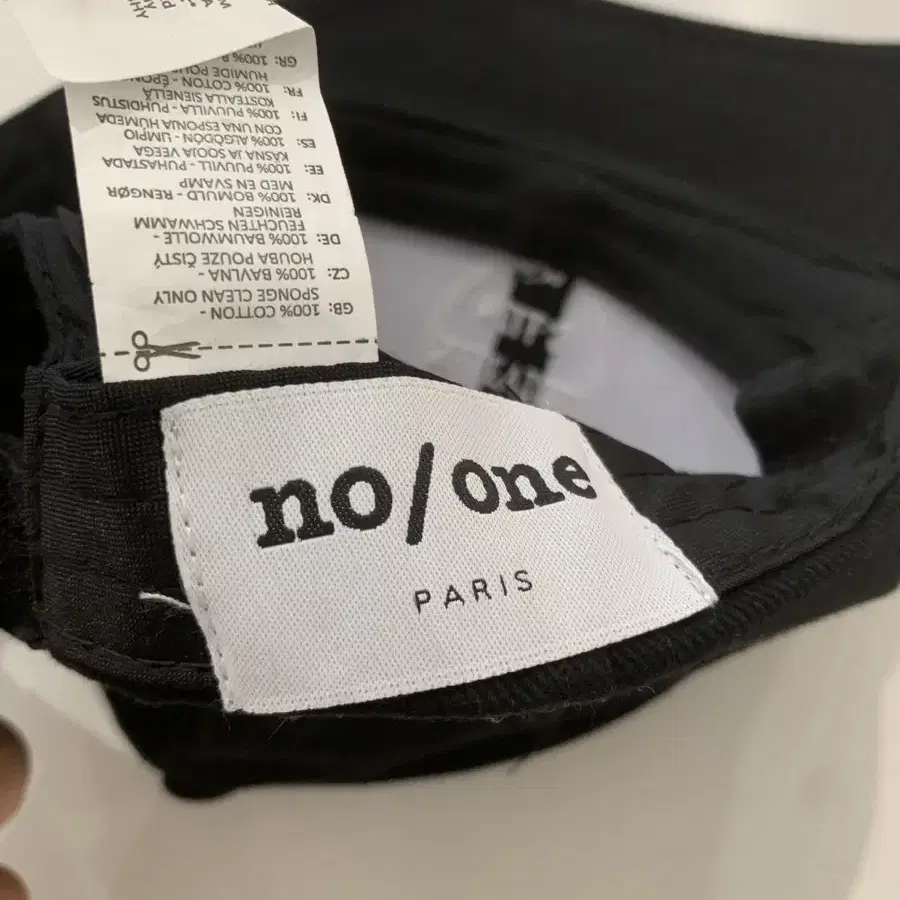 GB: 100% COTTON -
SPONGE CLEAN ONLY
CZ: 100% BAVLNA -
HOUBA POUZE ČISTÝ
DE: 100% BAUMWOLLE -
FEUCHTEN SCHWAMM
REINIGEN
DK: 100% BOMULD - RENGØR
MED EN SVAMP
EE: 100% PUUVILL - PUHASTADA
KÄSNA JA SOOJA VEEGA
ES: 100% ALGODÓN - LIMPIO
CON UNA ESPONJA HÚMEDA
FI: 100% PUUVILLA - PUHDISTUS
KOSTEALLA SIENELLÄ
FR: 100% COTON -
HUMIDE
GR: 100%
no/one
PARIS